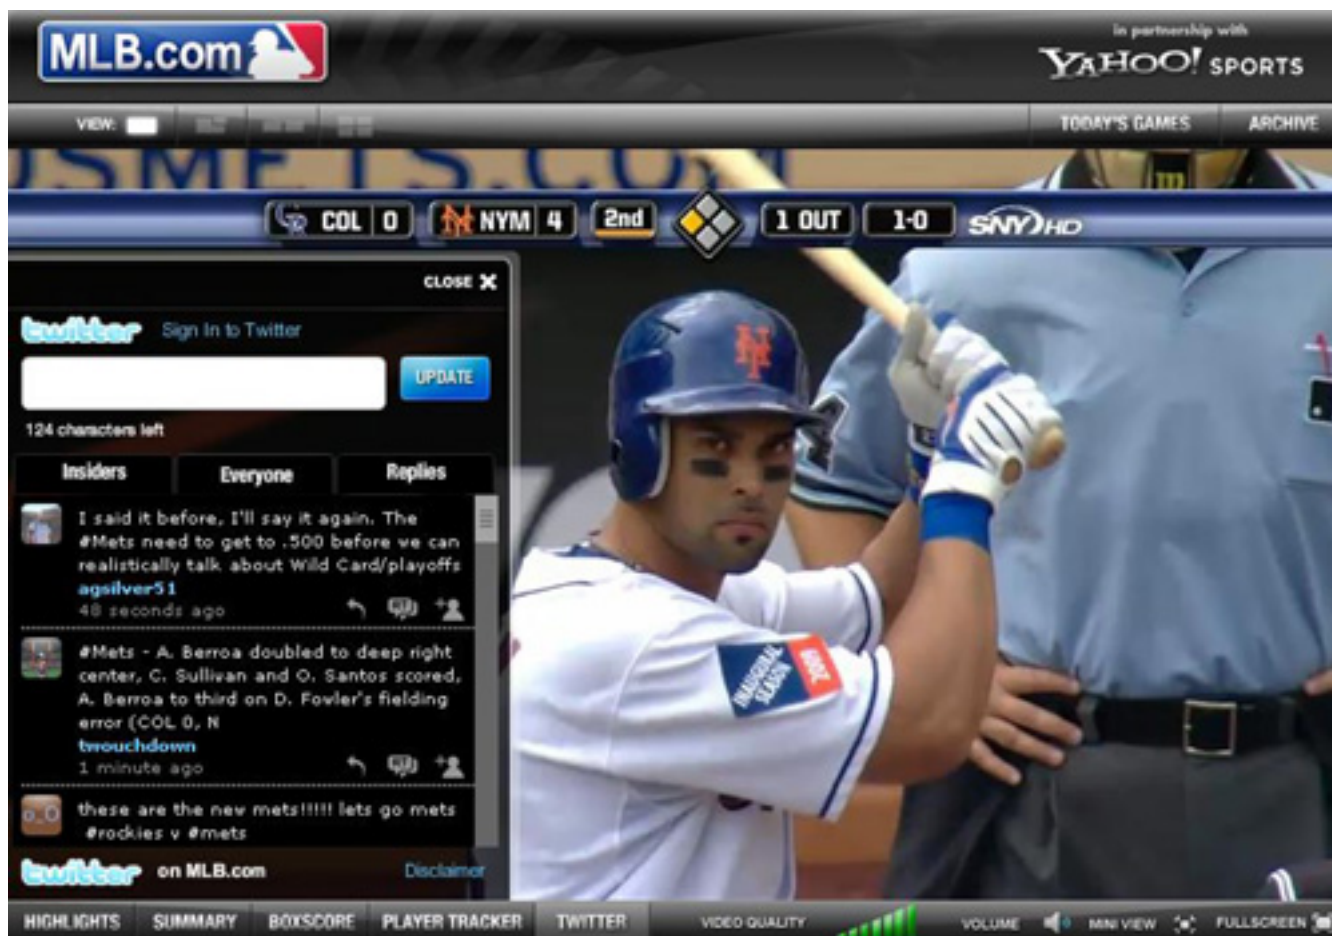 MLB.com
in partnership with
YAHOO! SPORTS
VIEW:
TODAY'S GAMES
ARCHIVE
OSMETS.COM
COL 0
NYM 4
2nd
1 OUT
1-0
SNY HD
CLOSE X
twitter Sign In to Twitter
UPDATE
124 characters left
Insiders
Everyone
Replies
I said it before, I'll say it again. The
#Mets need to get to .500 before we can
realistically talk about Wild Card/playoffs
agsilver51
48 seconds ago
#Mets - A. Berroa doubled to deep right
center, C. Sullivan and O. Santos scored,
A. Berroa to third on D. Fowler's fielding
error (COL 0, N
twouchdown
1 minute ago
these are the new mets!!!!! lets go mets
#rockies v #mets
twitter on MLB.com
Disclaimer
NY
INAUGURAL
SEASON
2009
HIGHLIGHTS
SUMMARY
BOXSCORE
PLAYER TRACKER
TWITTER
VIDEO QUALITY
VOLUME
MINI VIEW
FULLSCREEN